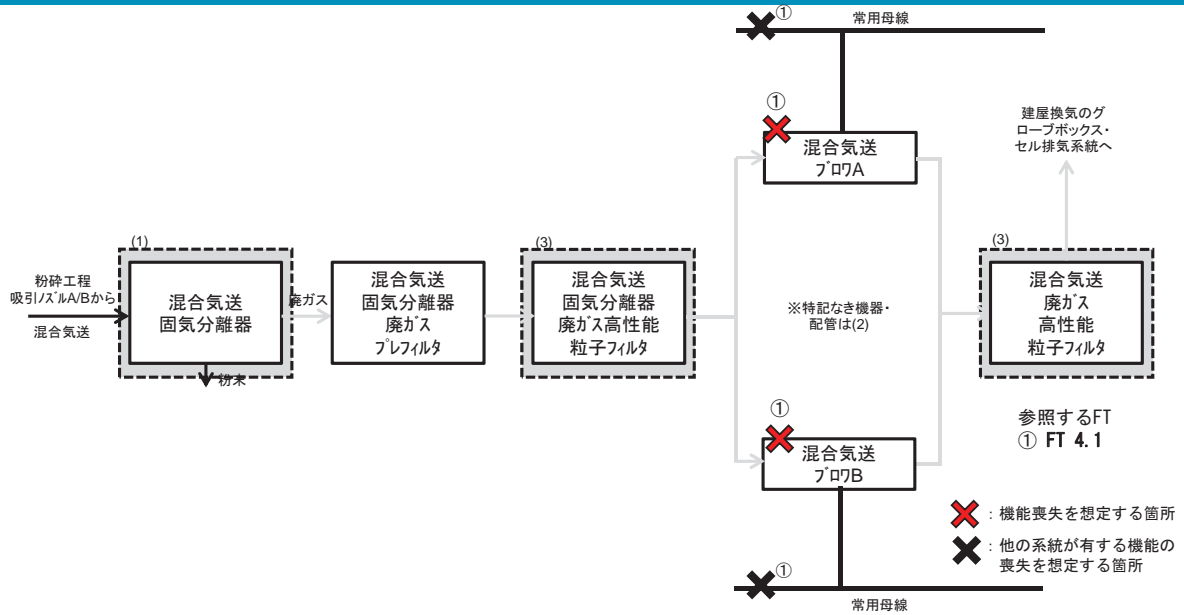 ①
常用母線
①
混合気送
ブロワA
建屋換気のグ
ローブボックス・
セル排気系統へ
(1)
粉砕工程
吸引ノズルA/Bから
混合気送
混合気送
固気分離器
粉末
廃ガス
混合気送
固気分離器
廃ガス
プレフィルタ
(3)
混合気送
固気分離器
廃ガス高性能
粒子フィルタ
※特記なき機器・
配管は(2)
(3)
混合気送
廃ガス
高性能
粒子フィルタ
①
混合気送
ブロワB
参照するFT
① FT 4.1
:機能喪失を想定する箇所
:他の系統が有する機能の
喪失を想定する箇所
①
常用母線